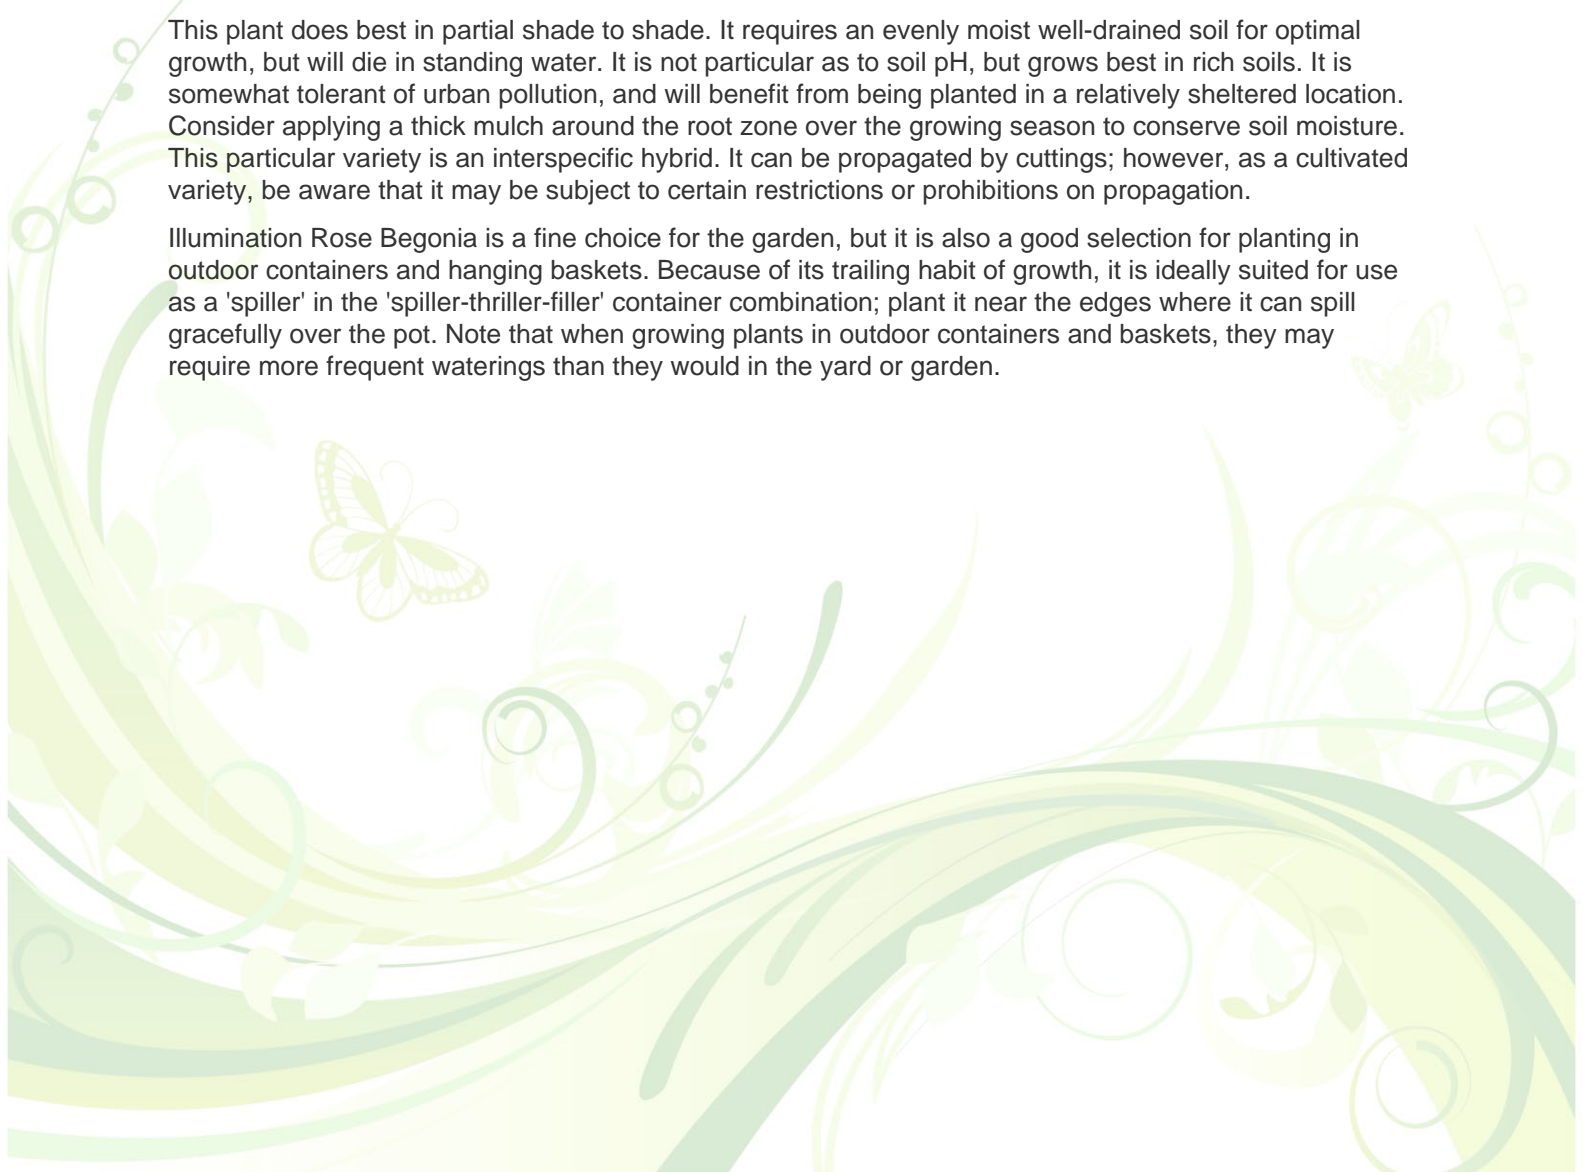 This plant does best in partial shade to shade. It requires an evenly moist well-drained soil for optimal
growth, but will die in standing water. It is not particular as to soil pH, but grows best in rich soils. It is
somewhat tolerant of urban pollution, and will benefit from being planted in a relatively sheltered location.
Consider applying a thick mulch around the root zone over the growing season to conserve soil moisture.
This particular variety is an interspecific hybrid. It can be propagated by cuttings; however, as a cultivated
variety, be aware that it may be subject to certain restrictions or prohibitions on propagation.
Illumination Rose Begonia is a fine choice for the garden, but it is also a good selection for planting in
outdoor containers and hanging baskets. Because of its trailing habit of growth, it is ideally suited for use
as a 'spiller' in the 'spiller-thriller-filler' container combination; plant it near the edges where it can spill
gracefully over the pot. Note that when growing plants in outdoor containers and baskets, they may
require more frequent waterings than they would in the yard or garden.